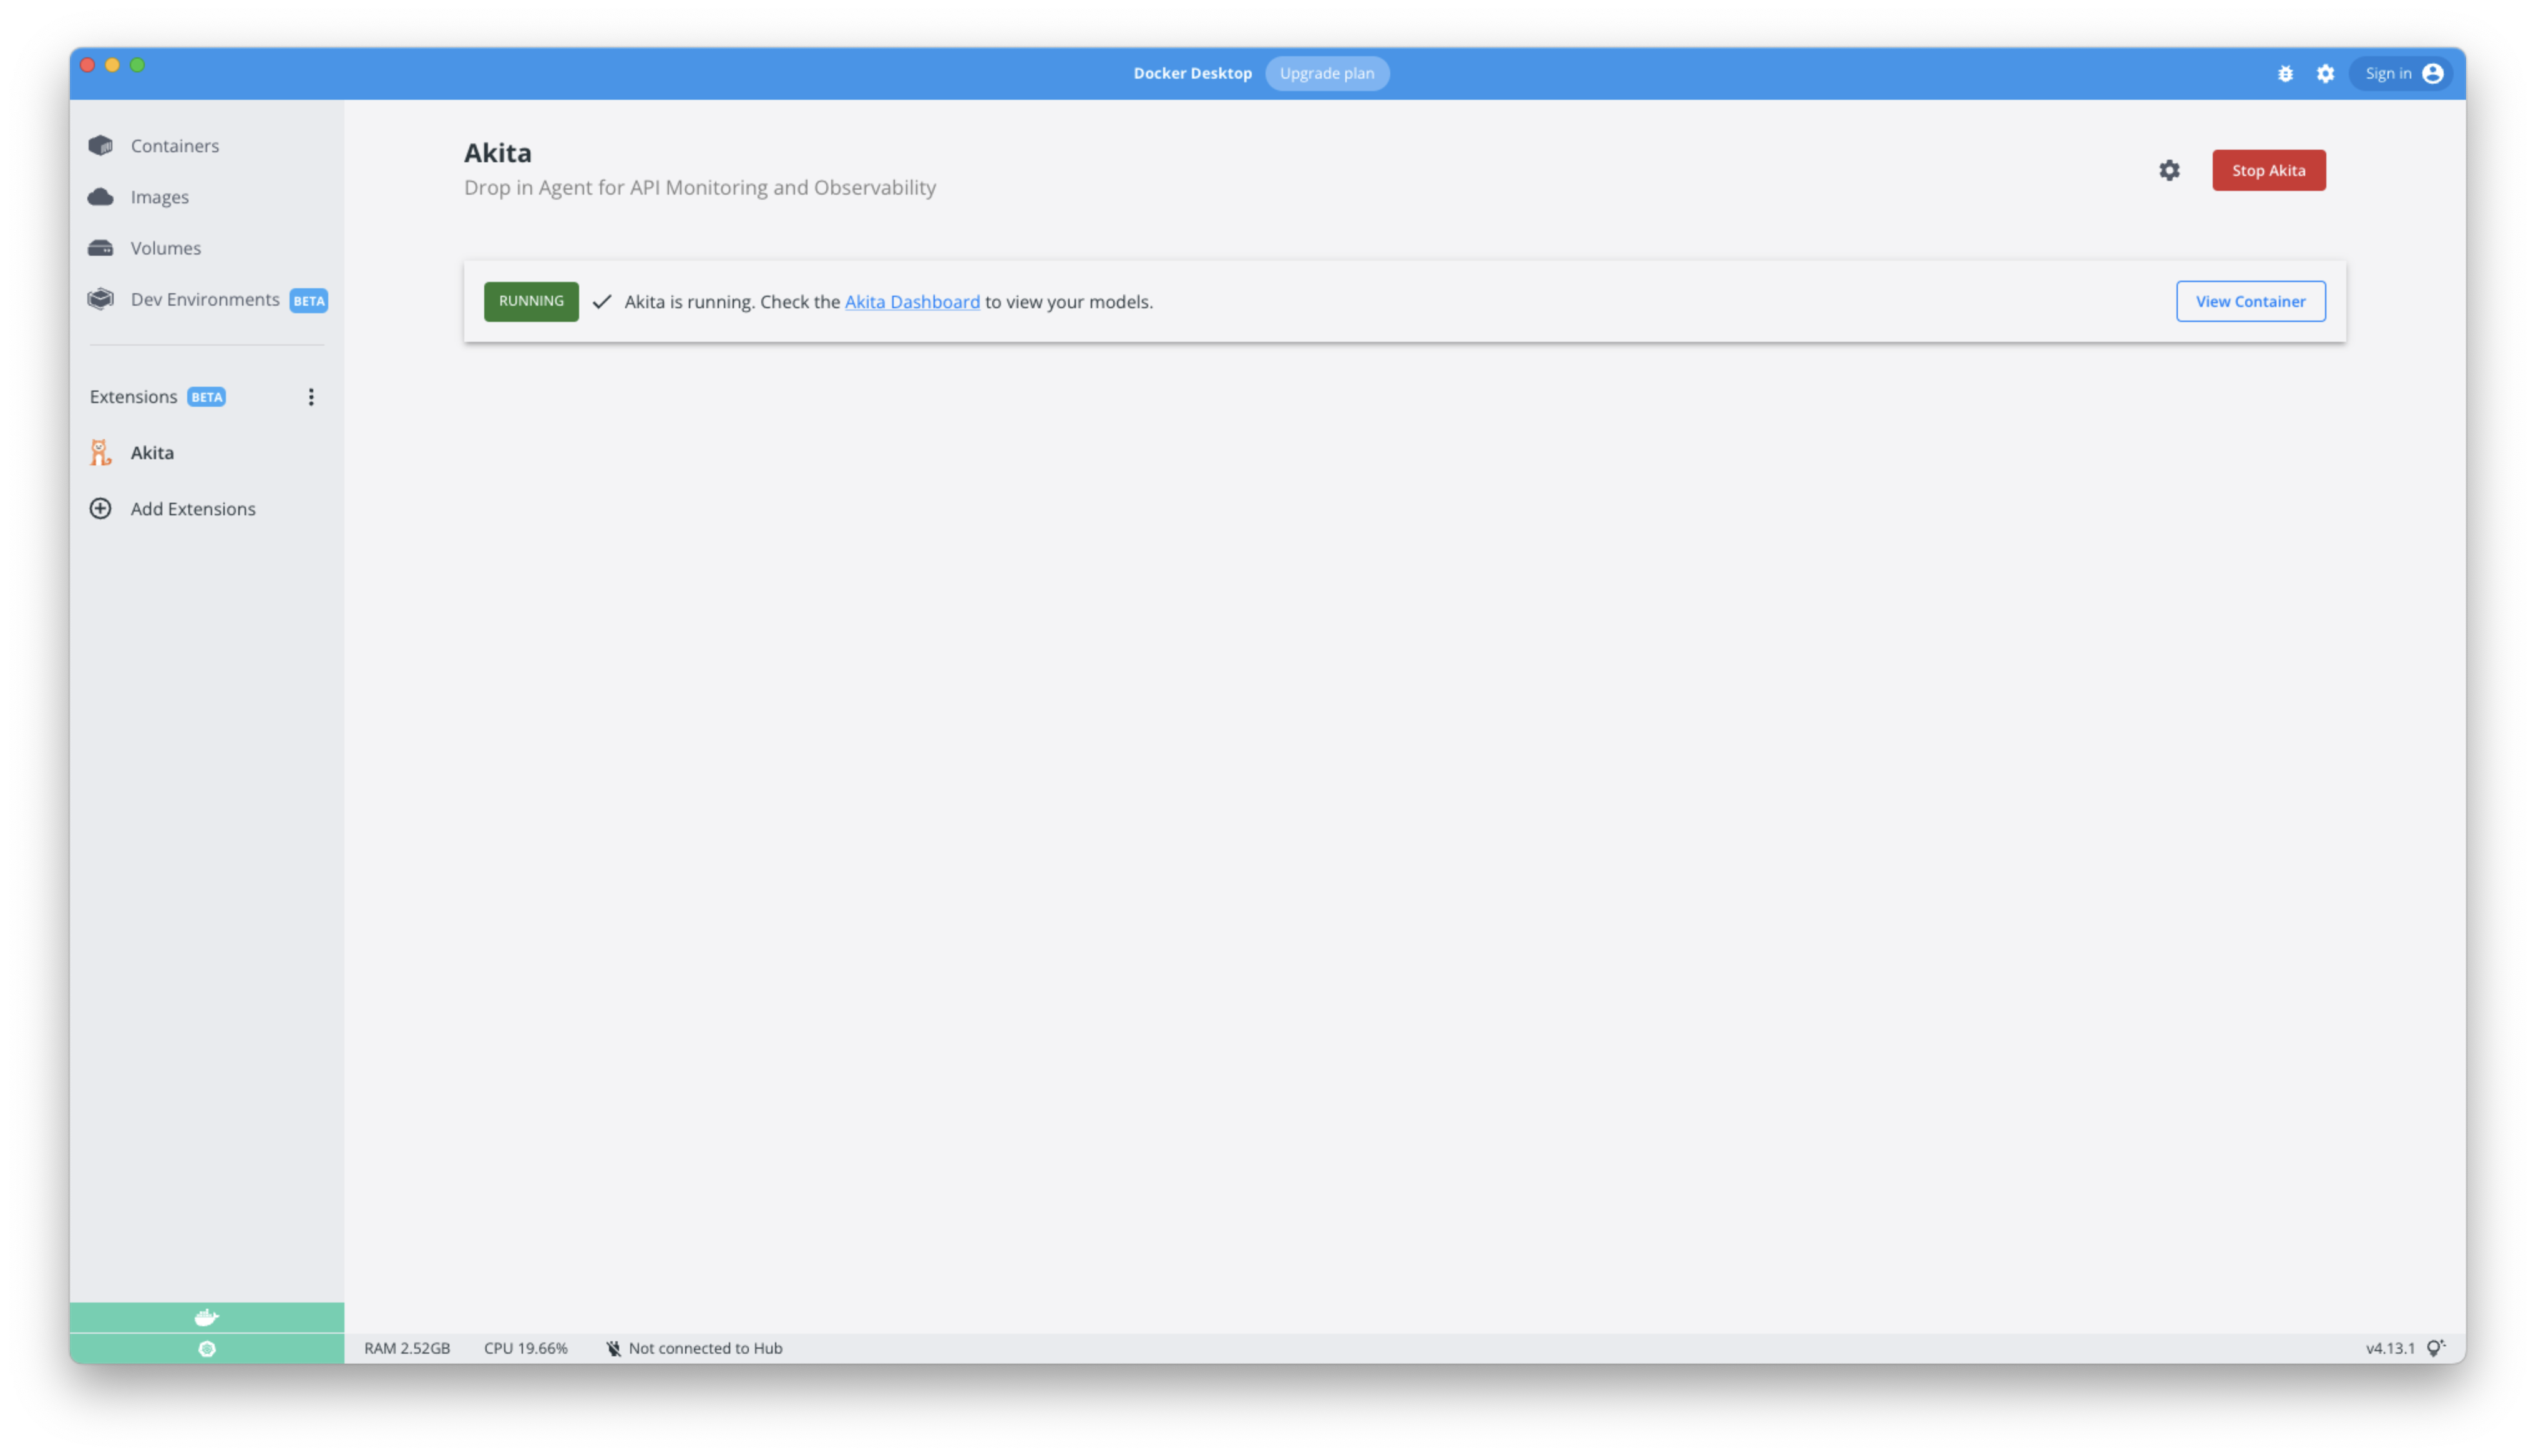 Docker Desktop Upgrade plan Sign in
Containers
Images
Volumes
Dev Environments BETA
Extensions BETA
Akita
Add Extensions
Akita
Drop in Agent for API Monitoring and Observability
Stop Akita
RUNNING Akita is running. Check the Akita Dashboard to view your models. View Container
RAM 2.52GB CPU 19.66% Not connected to Hub v4.13.1